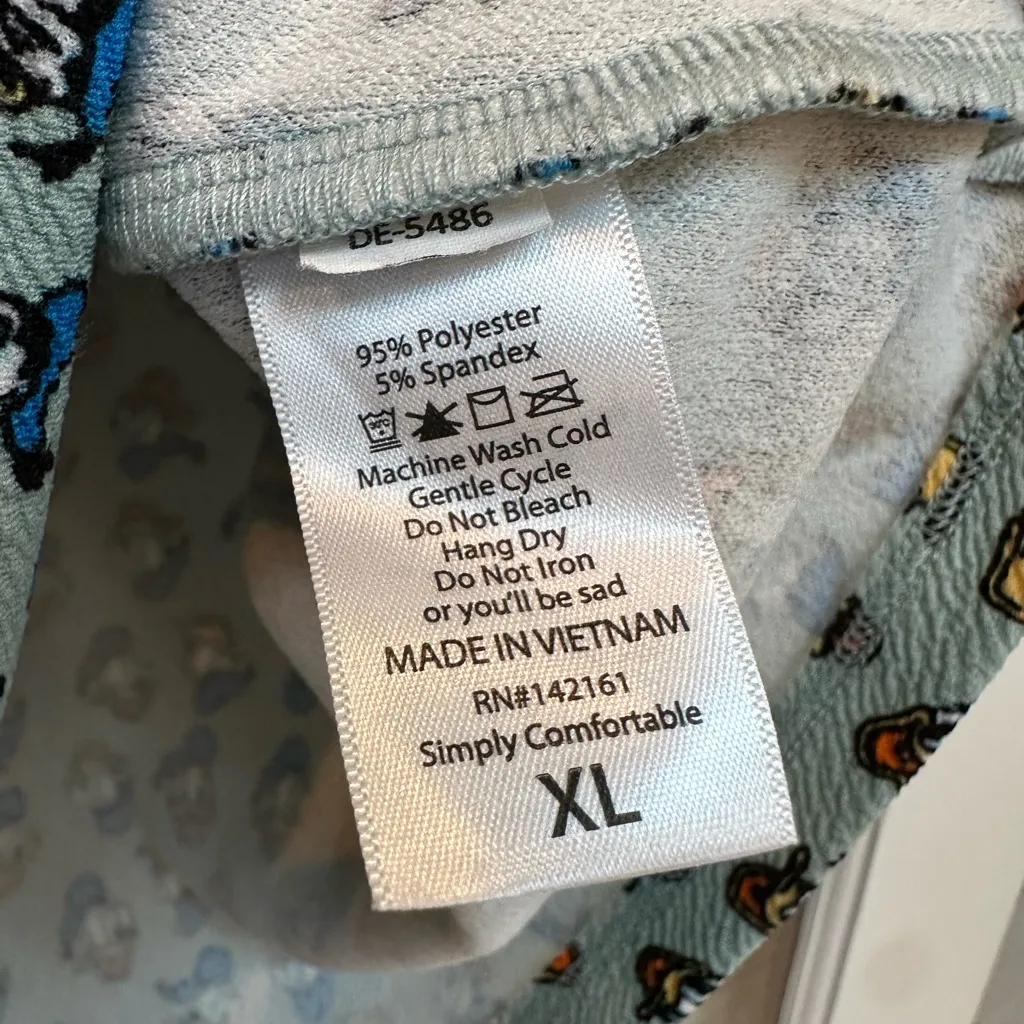 DE-5486
95% Polyester
5% Spandex
30°C
Machine Wash Cold
Gentle Cycle
Do Not Bleach
Hang Dry
Do Not Iron
or you'll be sad
MADE IN VIETNAM
RN#142161
Simply Comfortable
XL